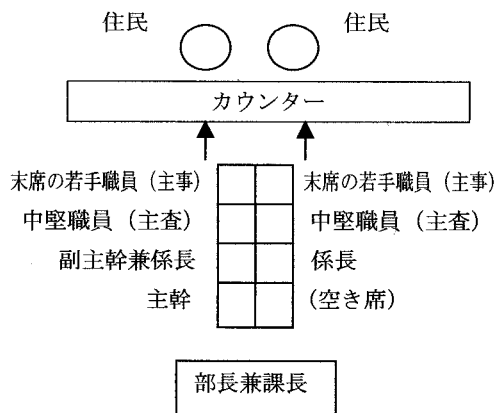 住民 住民
カウンター
末席の若手職員（主事） 末席の若手職員（主事）
中堅職員（主査） 中堅職員（主査）
副主幹兼係長 係長
主幹 (空き席)
部長兼課長